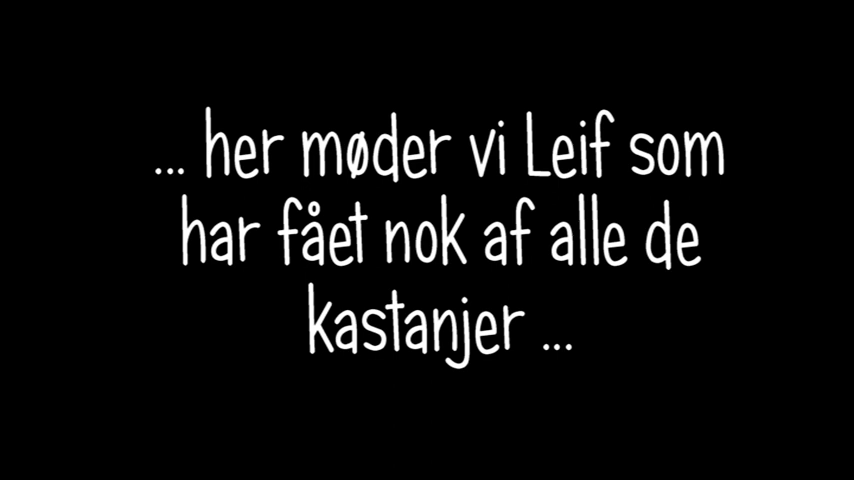 ... her møder vi Leif som
har fået nok af alle de
kastanjer ...